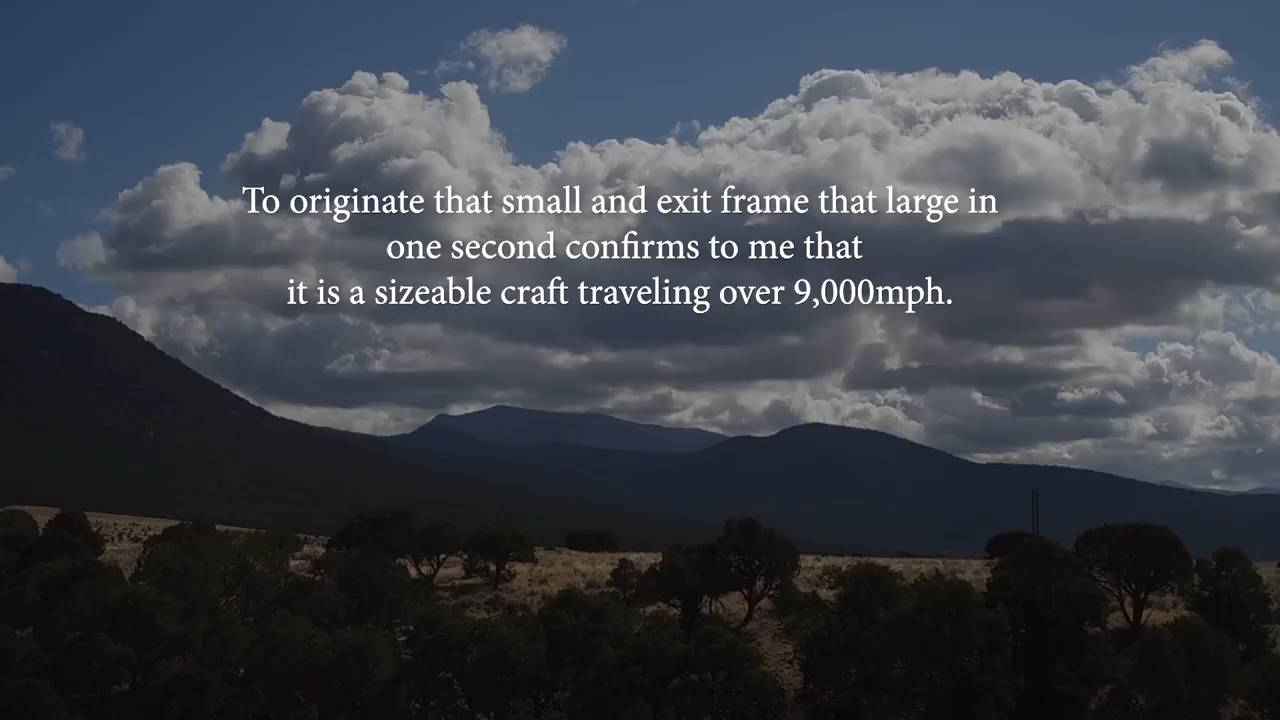 To originate that small and exit frame that large in
one second confirms to me that
it is a sizeable craft traveling over 9,000mph.